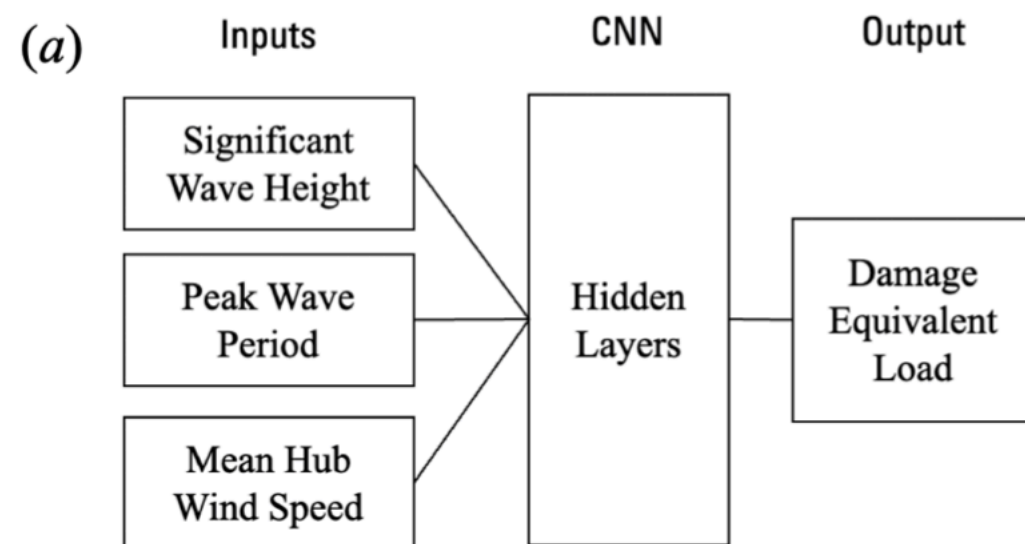 (a)
Inputs
CNN
Output
Significant
Wave Height
Peak Wave
Period
Mean Hub
Wind Speed
Hidden
Layers
Damage
Equivalent
Load